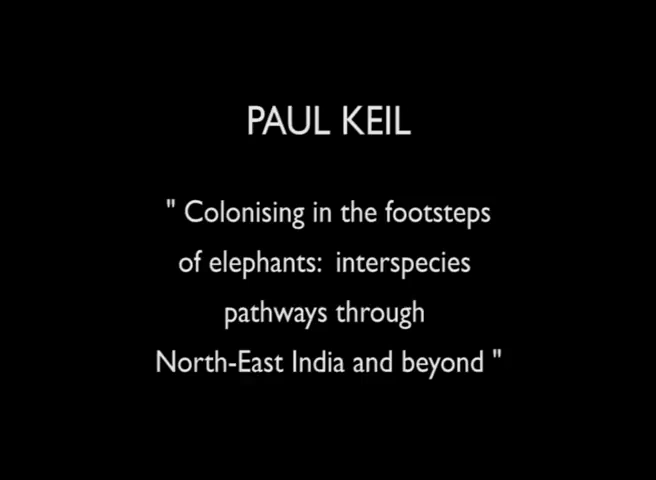 PAUL KEIL
" Colonising in the footsteps
of elephants: interspecies
pathways through
North-East India and beyond "